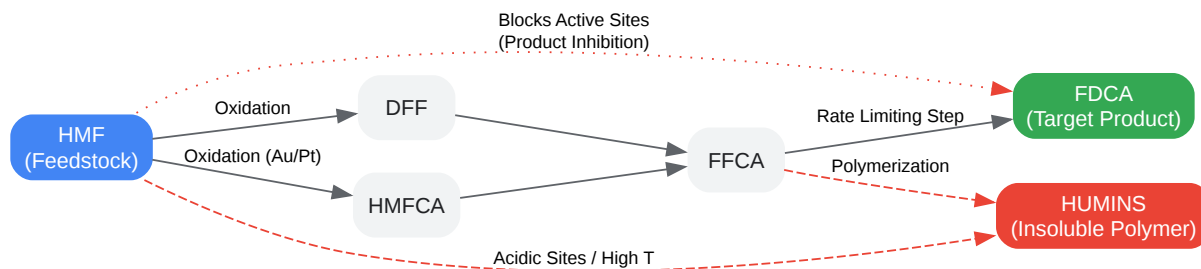 Blocks Active Sites
(Product Inhibition)
HMF
(Feedstock)
Oxidation
Oxidation (Au/Pt)
DFF
HMFCA
FFCA
Rate Limiting Step
Polymerization
FDCA
(Target Product)
HUMINS
(Insoluble Polymer)
Acidic Sites / High T